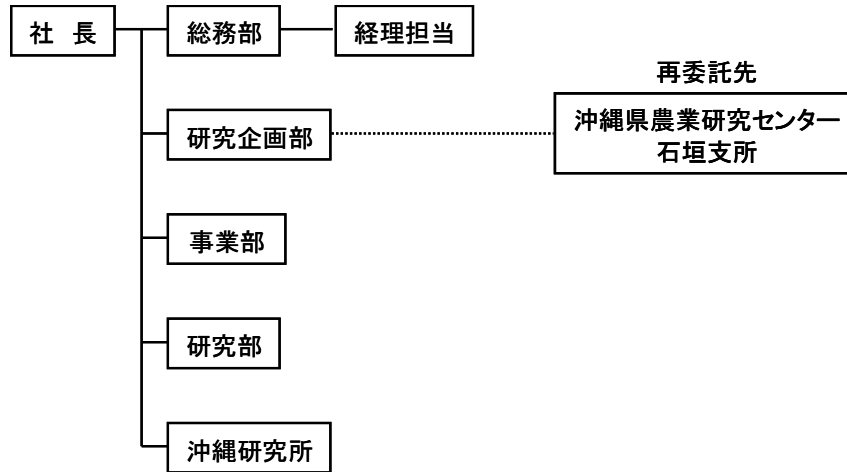 社 長
総務部
経理担当
再委託先
研究企画部
沖縄県農業研究センター
石垣支所
事業部
研究部
沖縄研究所